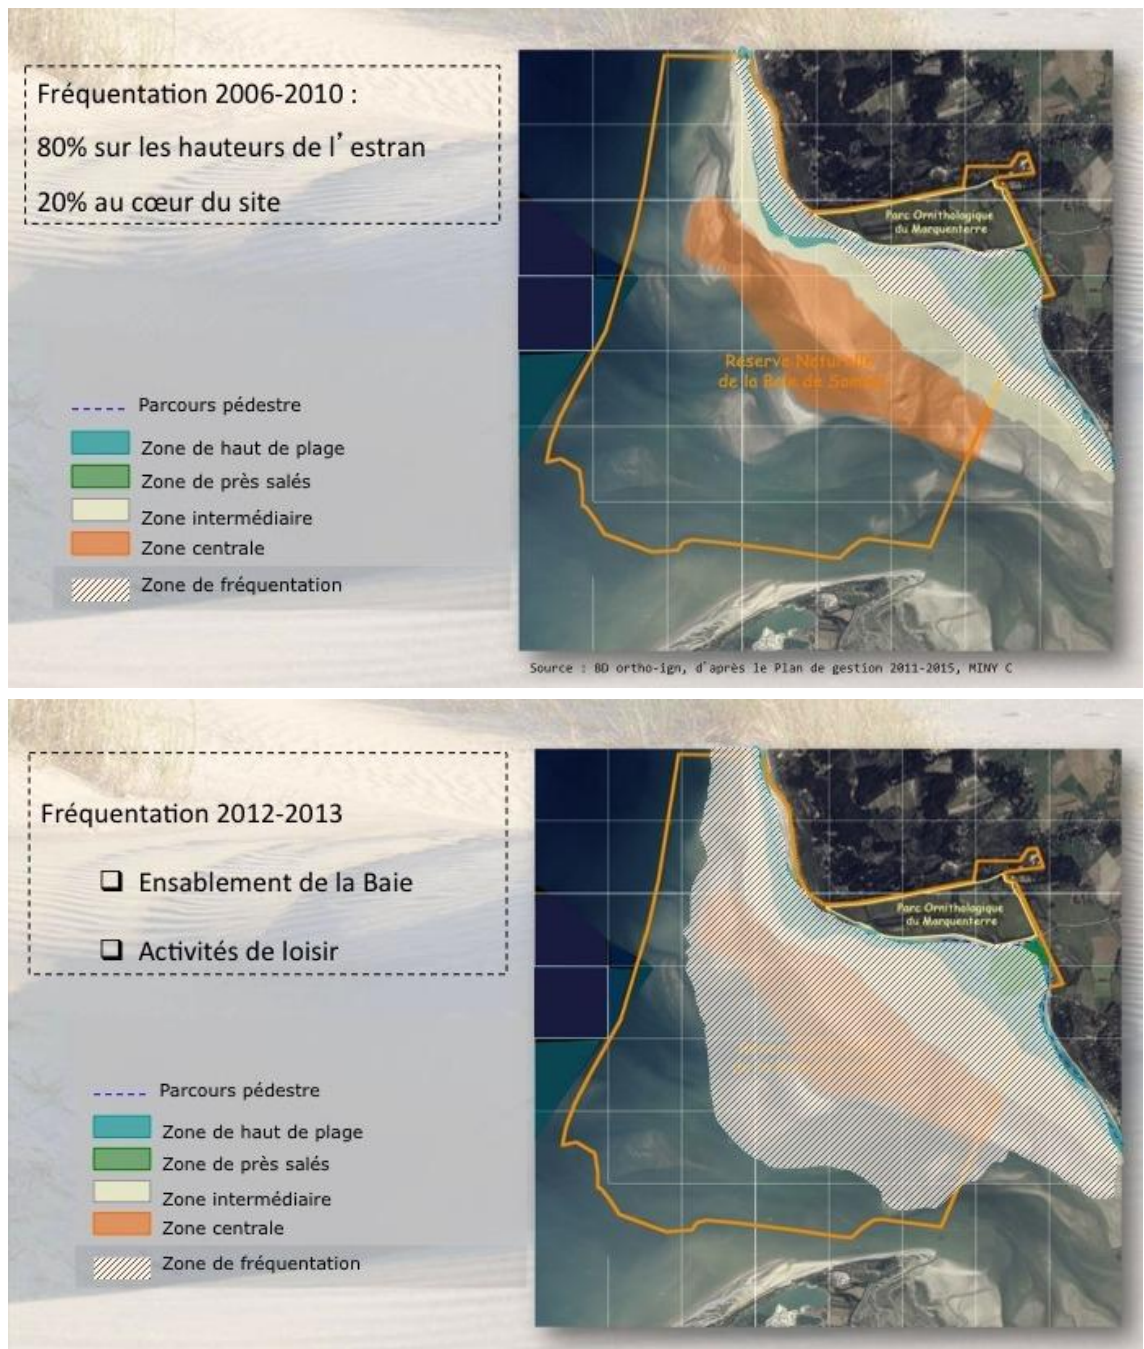 Fréquentation 2006-2010 :
80% sur les hauteurs de l'estran
20% au cœur du site
Parc Ornithologique
du Marquenterre
Réserve Naturelle
de la Baie de Somme
Parcours pédestre
Zone de haut de plage
Zone de près salés
Zone intermédiaire
Zone centrale
Zone de fréquentation
Source : BD ortho-ign, d'après le Plan de gestion 2011-2015, MINY C
Fréquentation 2012-2013
Ensablement de la Baie
Activités de loisir
Parc Ornithologique
du Marquenterre
Parcours pédestre
Zone de haut de plage
Zone de près salés
Zone intermédiaire
Zone centrale
Zone de fréquentation